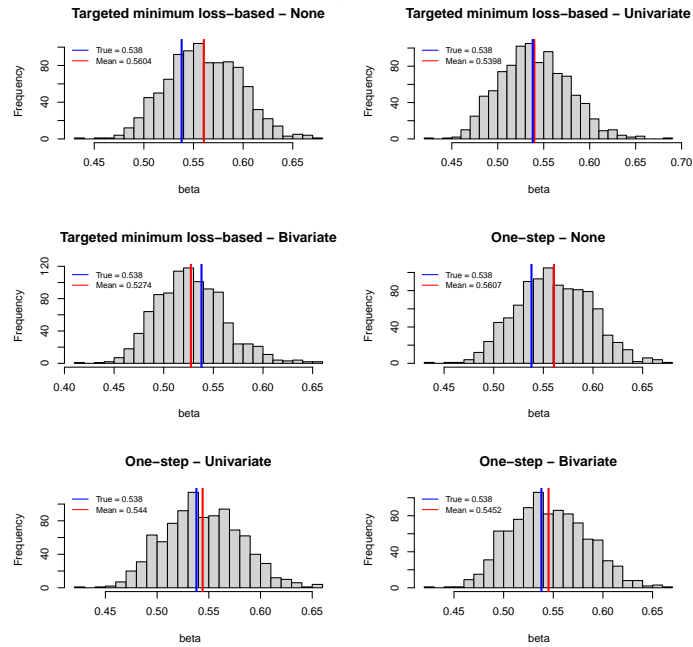 Targeted minimum loss−based − None
True = 0.538
Mean = 0.5604
Frequency
0 40 80
0.45 0.50 0.55 0.60 0.65
beta
Targeted minimum loss−based − Univariate
True = 0.538
Mean = 0.5398
Frequency
0 40 80
0.45 0.50 0.55 0.60 0.65 0.70
beta
Targeted minimum loss−based − Bivariate
True = 0.538
Mean = 0.5274
Frequency
0 40 80 120
0.40 0.45 0.50 0.55 0.60 0.65
beta
One−step − None
True = 0.538
Mean = 0.5607
Frequency
0 40 80
0.45 0.50 0.55 0.60 0.65
beta
One−step − Univariate
True = 0.538
Mean = 0.544
Frequency
0 40 80
0.45 0.50 0.55 0.60 0.65
beta
One−step − Bivariate
True = 0.538
Mean = 0.5452
Frequency
0 40 80
0.45 0.50 0.55 0.60 0.65
beta